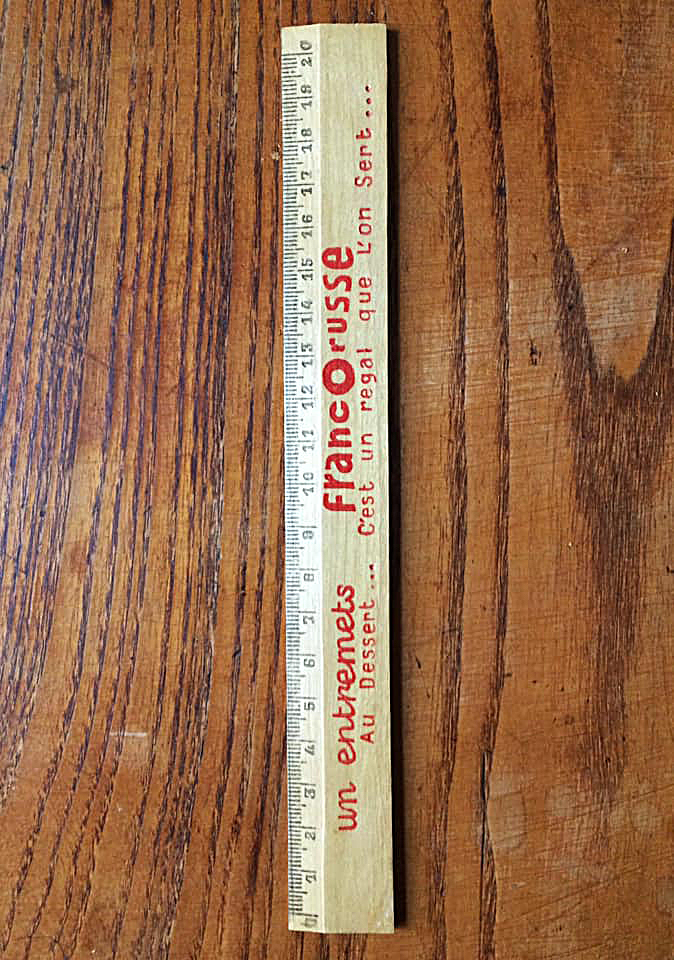 1 2 3 4 5 6 7 8 9 10 11 12 13 14 15 16 17 18 19 20
un entremets francOrusse
Au Dessert... C'est un regal que L'on Sert...